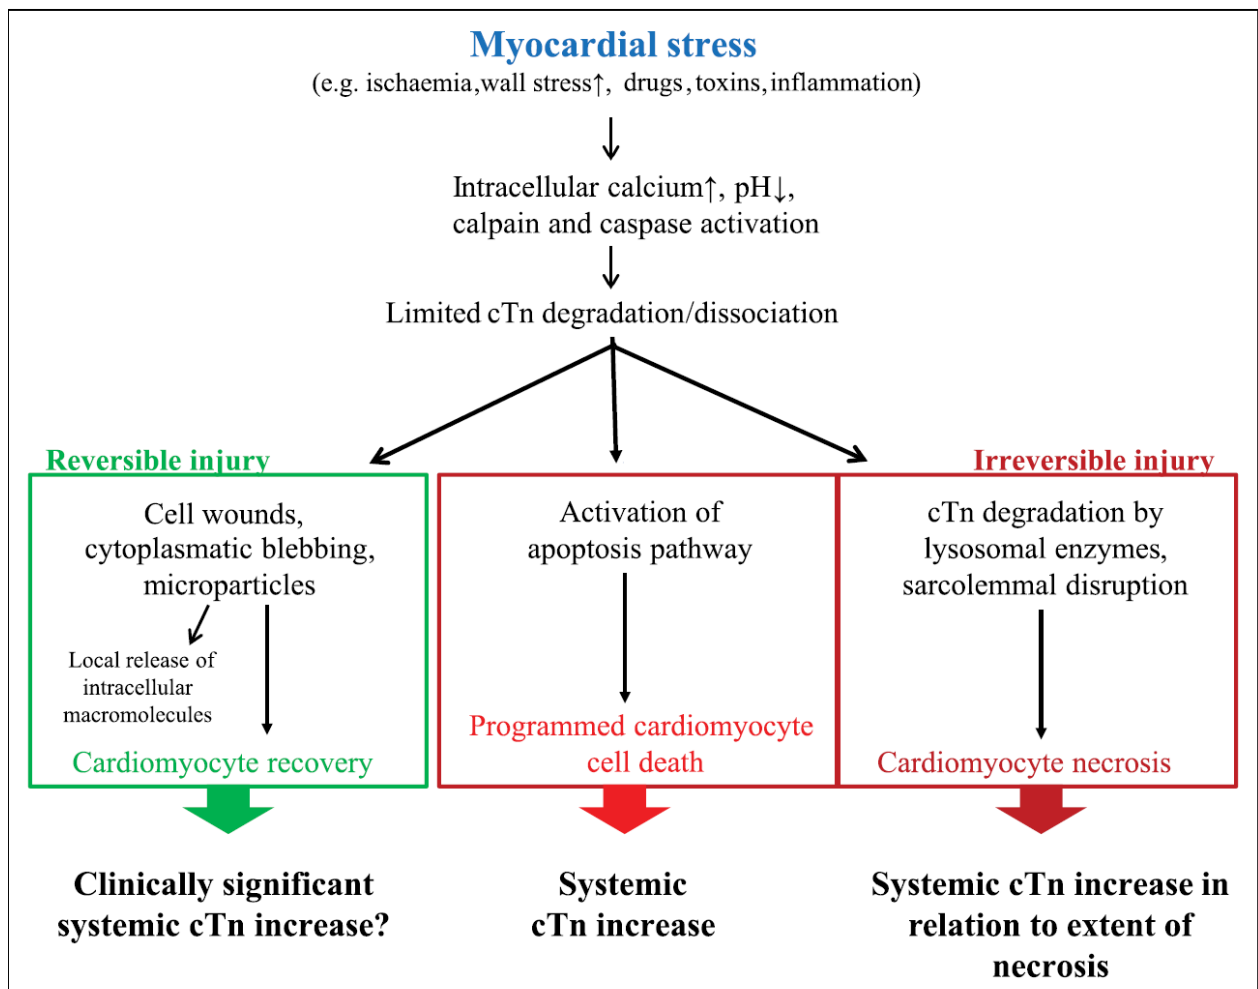 Myocardial stress
(e.g. ischaemia,wall stress↑, drugs,toxins,inflammation)
Intracellular calcium↑, pH↓,
calpain and caspase activation
Limited cTn degradation/dissociation
Reversible injury
Cell wounds,
cytoplasmatic blebbing,
microparticles
Local release of
intracellular
macromolecules
Cardiomyocyte recovery
Clinically significant
systemic cTn increase?
Activation of
apoptosis pathway
Programmed cardiomyocyte
cell death
Systemic
cTn increase
Irreversible injury
cTn degradation by
lysosomal enzymes,
sarcolemmal disruption
Cardiomyocyte necrosis
Systemic cTn increase in
relation to extent of
necrosis